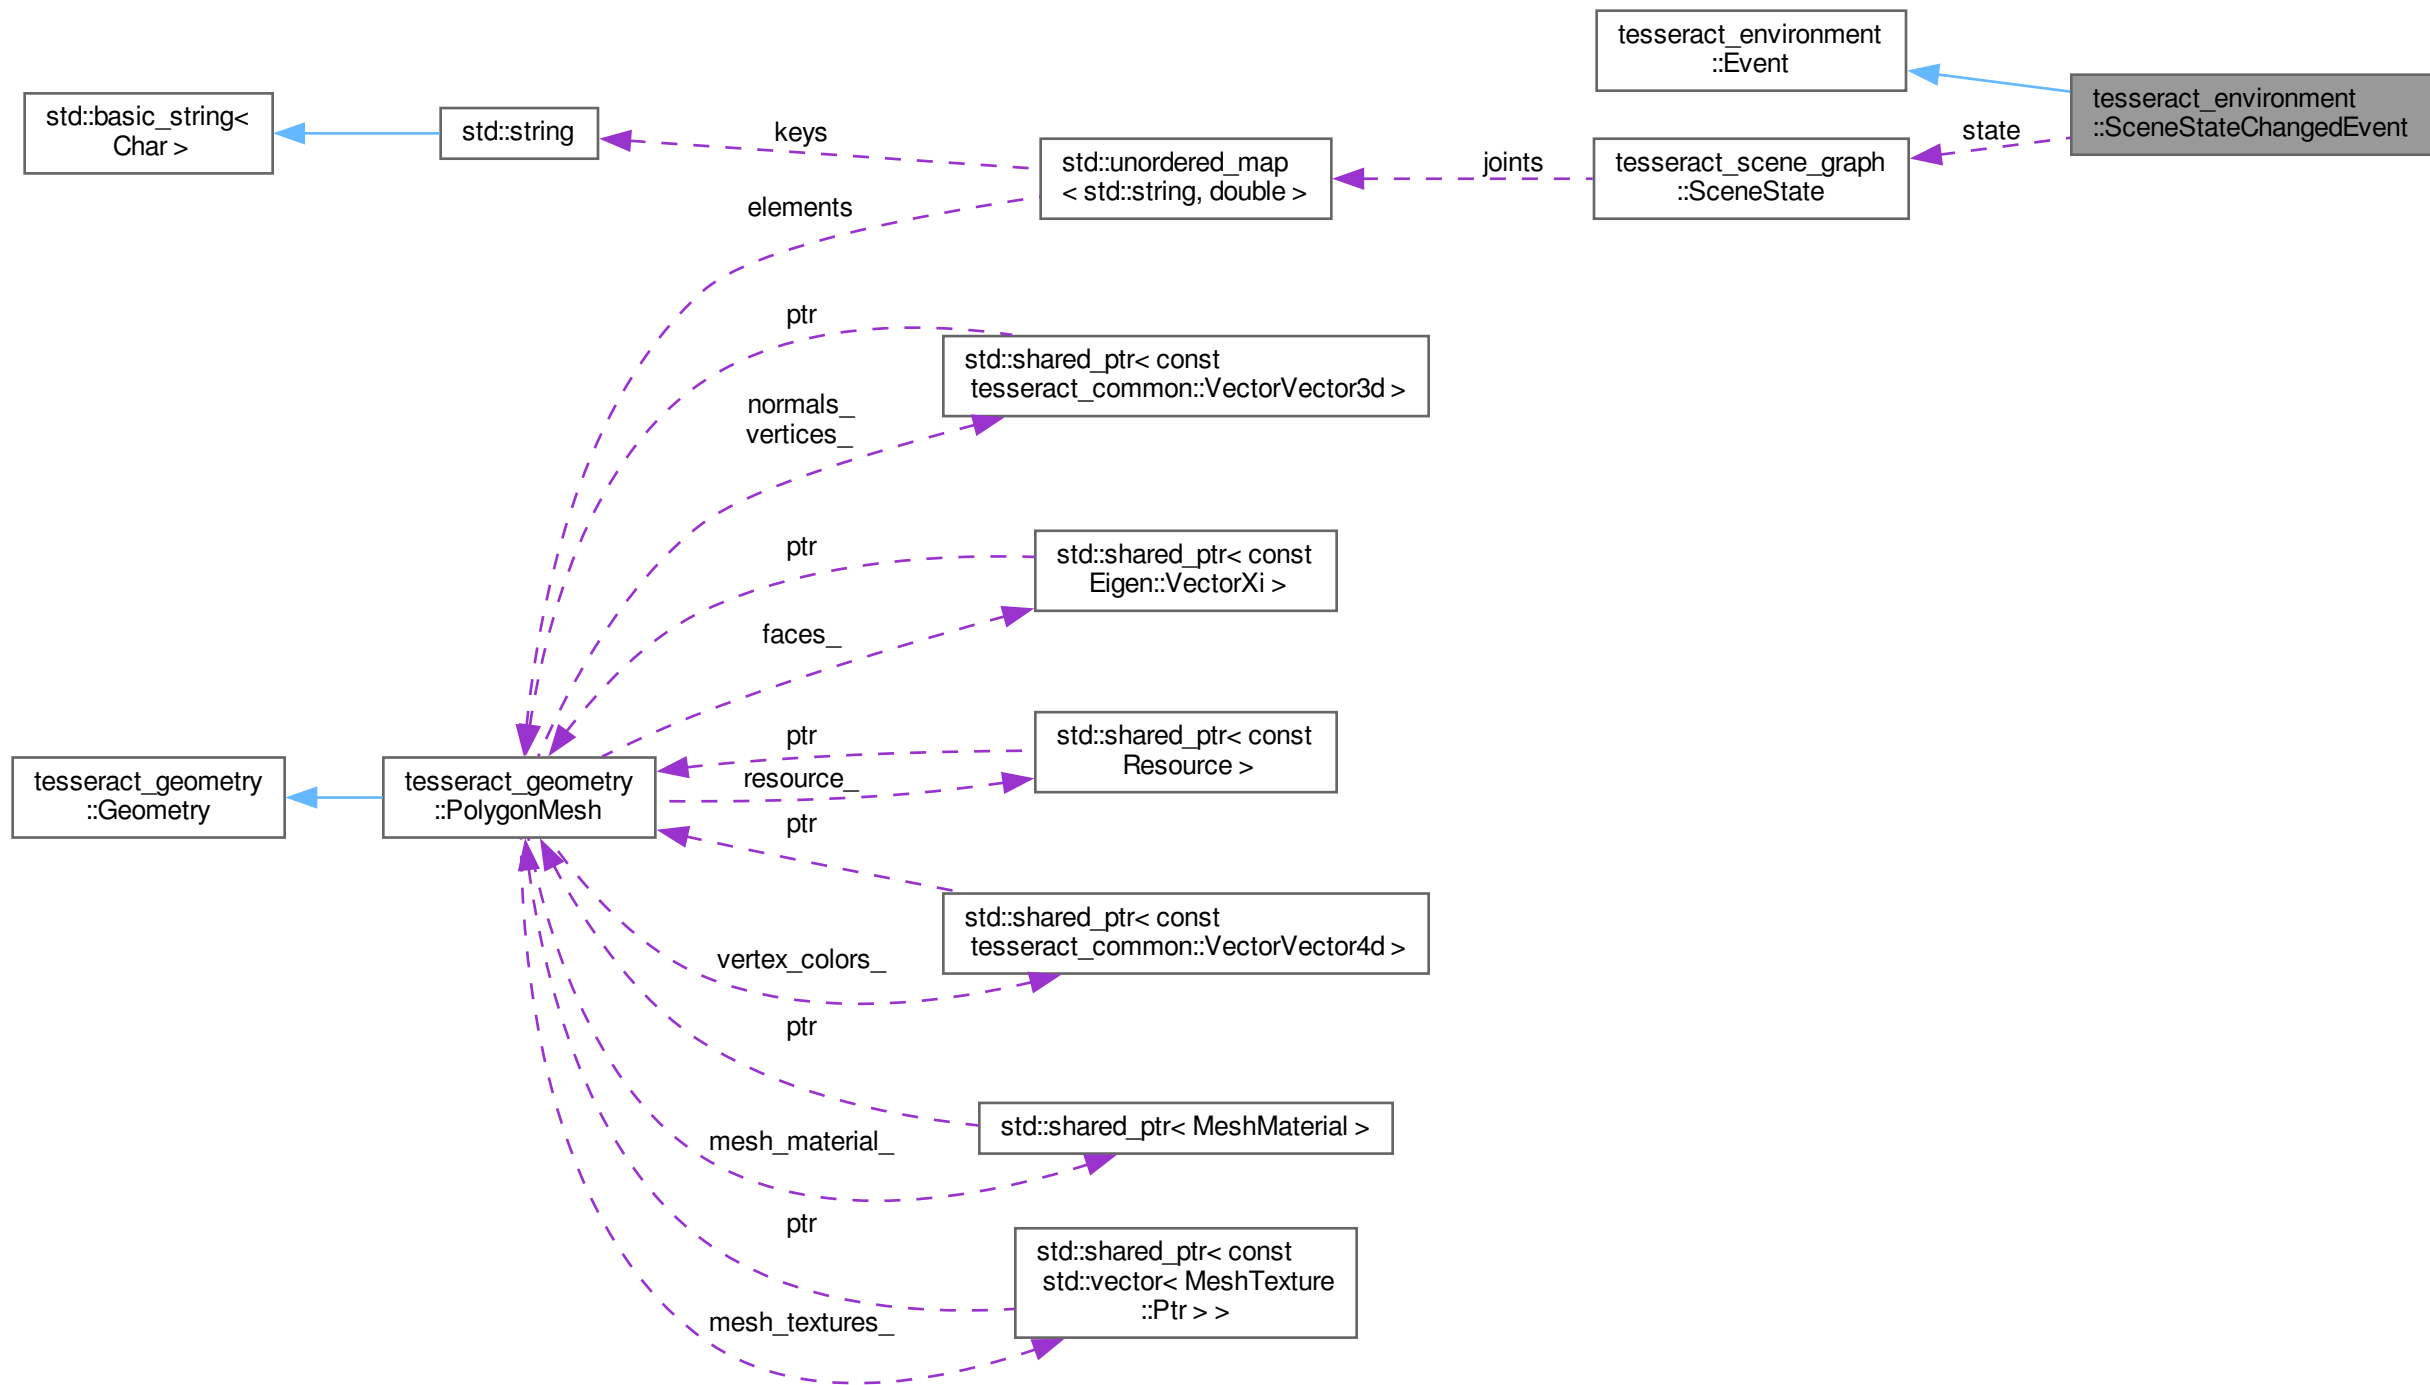 tesseract_environment
::Event
tesseract_environment
::SceneStateChangedEvent
state
tesseract_scene_graph
::SceneState
joints
std::unordered_map
< std::string, double >
keys
std::string
std::basic_string<
Char >
elements
ptr
std::shared_ptr< const
tesseract_common::VectorVector3d >
normals_
vertices_
ptr
std::shared_ptr< const
Eigen::VectorXi >
faces_
ptr
std::shared_ptr< const
Resource >
resource_
tesseract_geometry
::Geometry
tesseract_geometry
::PolygonMesh
ptr
std::shared_ptr< const
tesseract_common::VectorVector4d >
vertex_colors_
ptr
std::shared_ptr< MeshMaterial >
mesh_material_
ptr
std::shared_ptr< const
std::vector< MeshTexture
::Ptr > >
mesh_textures_